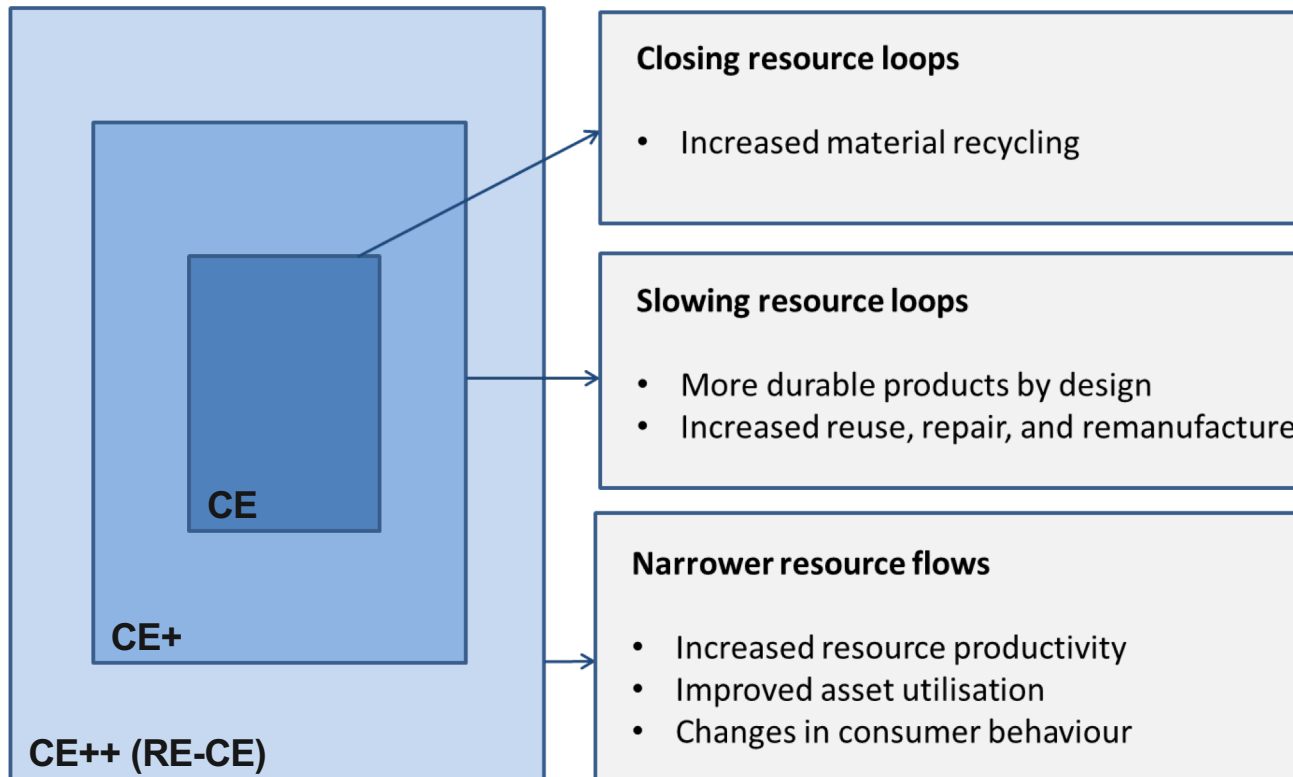 Closing resource loops
• Increased material recycling
Slowing resource loops
• More durable products by design
• Increased reuse, repair, and remanufacture
Narrower resource flows
• Increased resource productivity
• Improved asset utilisation
• Changes in consumer behaviour
CE
CE+
CE++ (RE-CE)